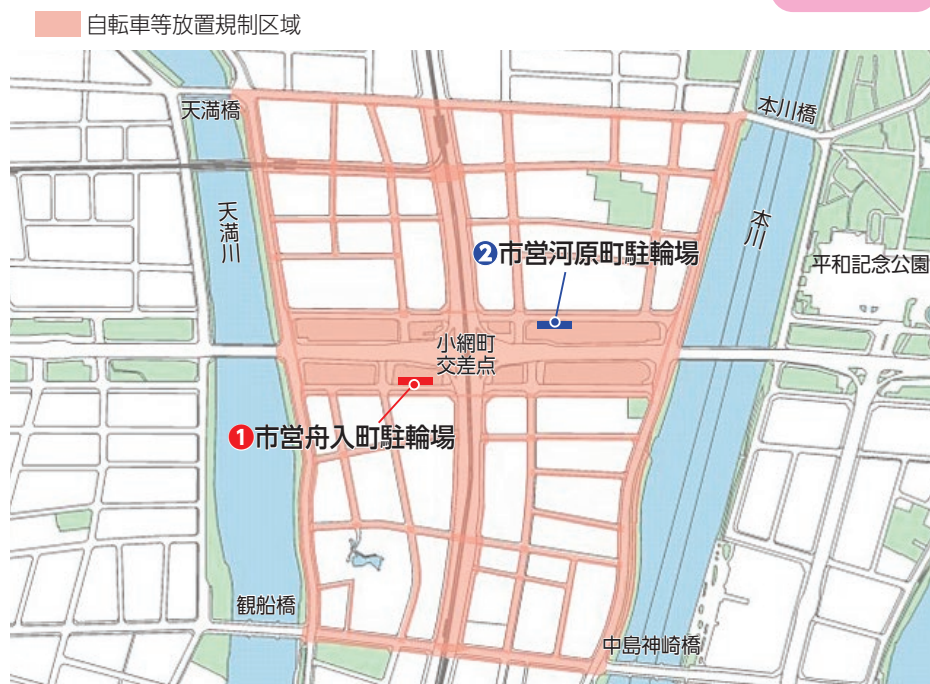 自転車等放置規制区域
天満橋
本川橋
天満川
本川
❷市営河原町駐輪場
平和記念公園
小網町
交差点
❶市営舟入町駐輪場
観船橋
中島神崎橋